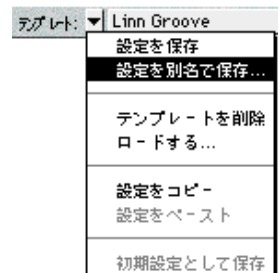 テンプレート: Linn Groove
設定を保存
設定を別名で保存...
テンプレートを削除
ロードする...
設定をコピー
設定をペースト
初期設定として保存